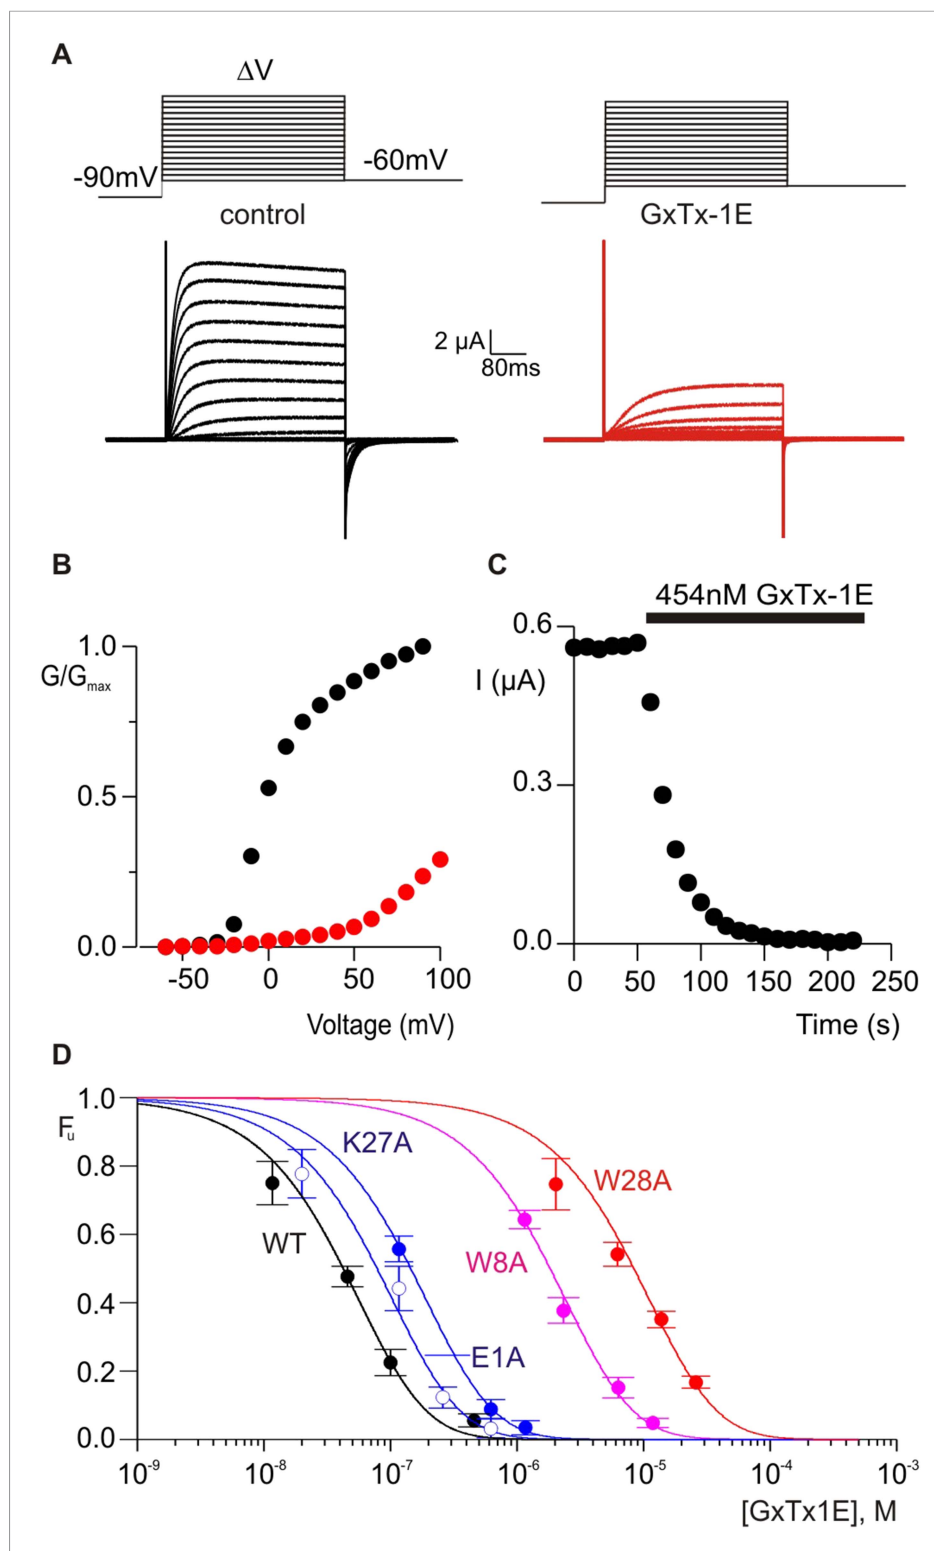 A
ΔV
-90mV
-60mV
control
GxTx-1E
2 µA
80ms
B
C
454nM GxTx-1E
1.0
G/Gmax
0.5
0.0
-50 0 50 100
Voltage (mV)
0.6
I (µA)
0.3
0.0
0 50 100 150 200 250
Time (s)
D
1.0
Fu
0.8
0.6
0.4
0.2
0.0
K27A
WT
W28A
W8A
E1A
10-9 10-8 10-7 10-6 10-5 10-4 10-3
[GxTx1E], M